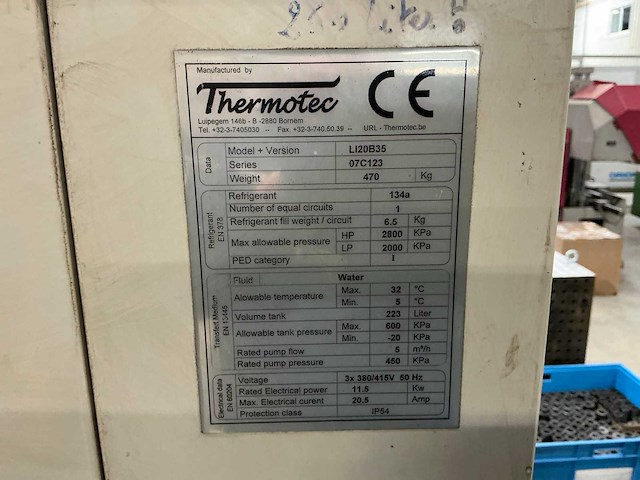 Manufactured by
Thermotec CE
Luipegem 146b - B -2880 Bornem
Tel. +32-3-7405030 -- Fax. +32-3-740.50.39 -- URL - Thermotec.be
Data
Model + Version LI20B35
Series 07C123
Weight 470 Kg
Refrigerant EN 378
Refrigerant 134a
Number of equal circuits 1
Refrigerant fill weight / circuit 6.5 Kg
Max allowable pressure HP 2800 KPa
LP 2000 KPa
PED category I
Transfert Medium EN 13445
Fluid Water
Alowable temperature Max. 32 °C
Min. 5 °C
Volume tank 223 Liter
Allowable tank pressure Max. 600 KPa
Min. -20 KPa
Rated pump flow 5 m³/h
Rated pump pressure 450 KPa
Electrical data EN 60204
Voltage 3x 380/415V 50 Hz
Rated Electrical power 11.5 Kw
Max. Electrical curent 20.5 Amp
Protection class IP54